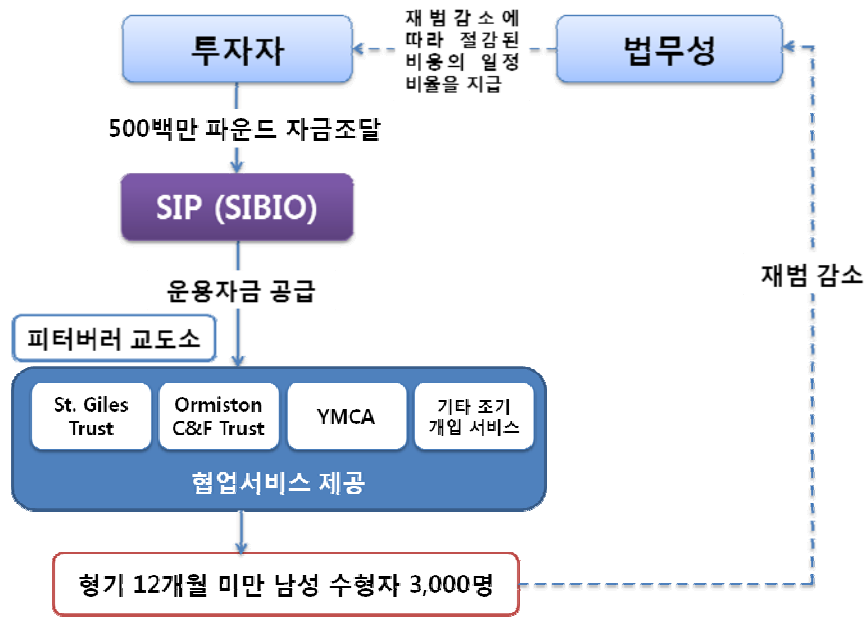 투자자
재범감소에
따라 절감된
비용의 일정
비율을 지급
법무성
500백만 파운드 자금조달
SIP (SIBIO)
운용자금 공급
재범 감소
피터버러 교도소
St. Giles
Trust
Ormiston
C&F Trust
YMCA
기타 조기
개입 서비스
협업서비스 제공
형기 12개월 미만 남성 수형자 3,000명